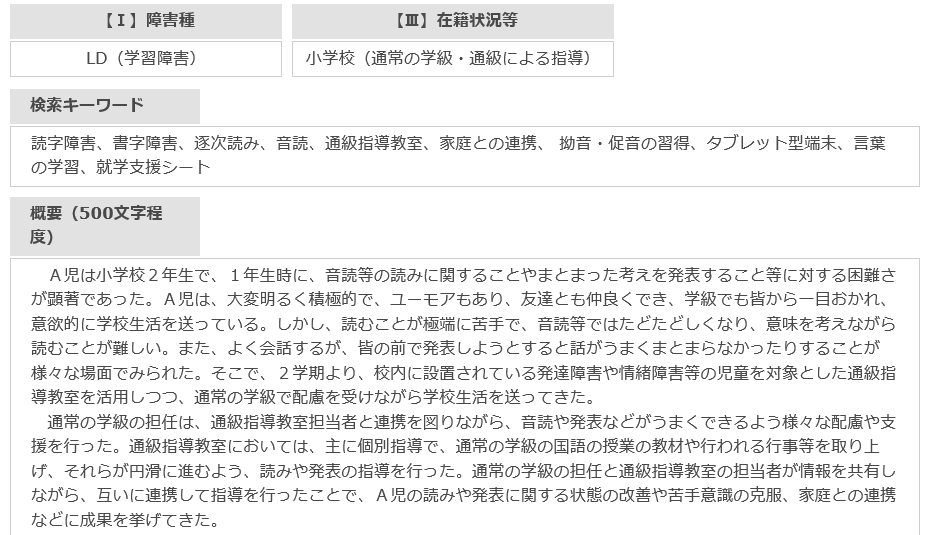 【Ⅰ】障害種
【Ⅲ】在籍状況等
LD（学習障害）
小学校（通常の学級・通級による指導）
検索キーワード
読字障害、書字障害、逐次読み、音読、通級指導教室、家庭との連携、 拗音・促音の習得、タブレット型端末、言葉
の学習、就学支援シート
概要（500文字程
度）
　Ａ児は小学校２年生で、１年生時に、音読等の読みに関することやまとまった考えを発表すること等に対する困難さ
が顕著であった。Ａ児は、大変明るく積極的で、ユーモアもあり、友達とも仲良くでき、学級でも皆から一目おかれ、
意欲的に学校生活を送っている。しかし、読むことが極端に苦手で、音読等ではたどたどしくなり、意味を考えながら
読むことが難しい。また、よく会話するが、皆の前で発表しようとすると話がうまくまとまらなかったりすることが
様々な場面でみられた。そこで、２学期より、校内に設置されている発達障害や情緒障害等の児童を対象とした通級指
導教室を活用しつつ、通常の学級で配慮を受けながら学校生活を送ってきた。
　通常の学級の担任は、通級指導教室担当者と連携を図りながら、音読や発表などがうまくできるよう様々な配慮や支
援を行った。通級指導教室においては、主に個別指導で、通常の学級の国語の授業の教材や行われる行事等を取り上
げ、それらが円滑に進むよう、読みや発表の指導を行った。通常の学級の担任と通級指導教室の担当者が情報を共有し
ながら、互いに連携して指導を行ったことで、Ａ児の読みや発表に関する状態の改善や苦手意識の克服、家庭との連携
などに成果を挙げてきた。